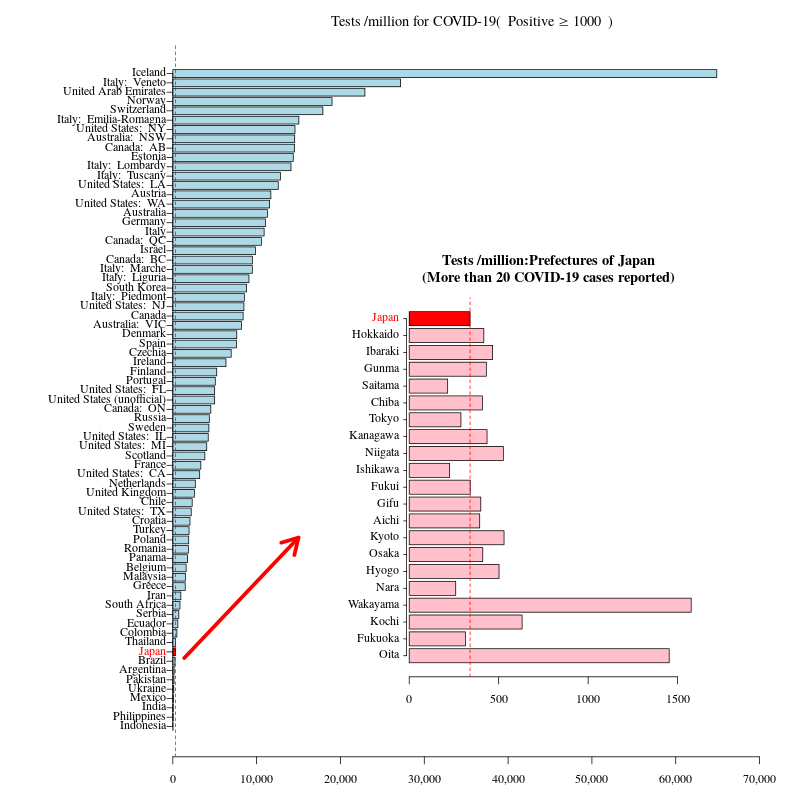 Tests /million for COVID-19( Positive ≥ 1000 )
Iceland
Italy: Veneto
United Arab Emirates
Norway
Switzerland
Italy: Emilia-Romagna
United States: NY
Australia: NSW
Canada: AB
Estonia
Italy: Lombardy
Italy: Tuscany
United States: LA
Austria
United States: WA
Australia
Germany
Italy
Canada: QC
Israel
Canada: BC
Italy: Marche
Italy: Liguria
South Korea
Italy: Piedmont
United States: NJ
Canada
Australia: VIC
Denmark
Spain
Czechia
Ireland
Finland
Portugal
United States: FL
United States (unofficial)
Canada: ON
Russia
Sweden
United States: IL
United States: MI
Scotland
France
United States: CA
Netherlands
United Kingdom
Chile
United States: TX
Croatia
Turkey
Poland
Romania
Panama
Belgium
Malaysia
Greece
Iran
South Africa
Serbia
Ecuador
Colombia
Thailand
Japan
Brazil
Argentina
Pakistan
Ukraine
Mexico
India
Philippines
Indonesia
0 10,000 20,000 30,000 40,000 50,000 60,000 70,000
Tests /million:Prefectures of Japan
(More than 20 COVID-19 cases reported)
Japan
Hokkaido
Ibaraki
Gunma
Saitama
Chiba
Tokyo
Kanagawa
Niigata
Ishikawa
Fukui
Gifu
Aichi
Kyoto
Osaka
Hyogo
Nara
Wakayama
Kochi
Fukuoka
Oita
0 500 1000 1500